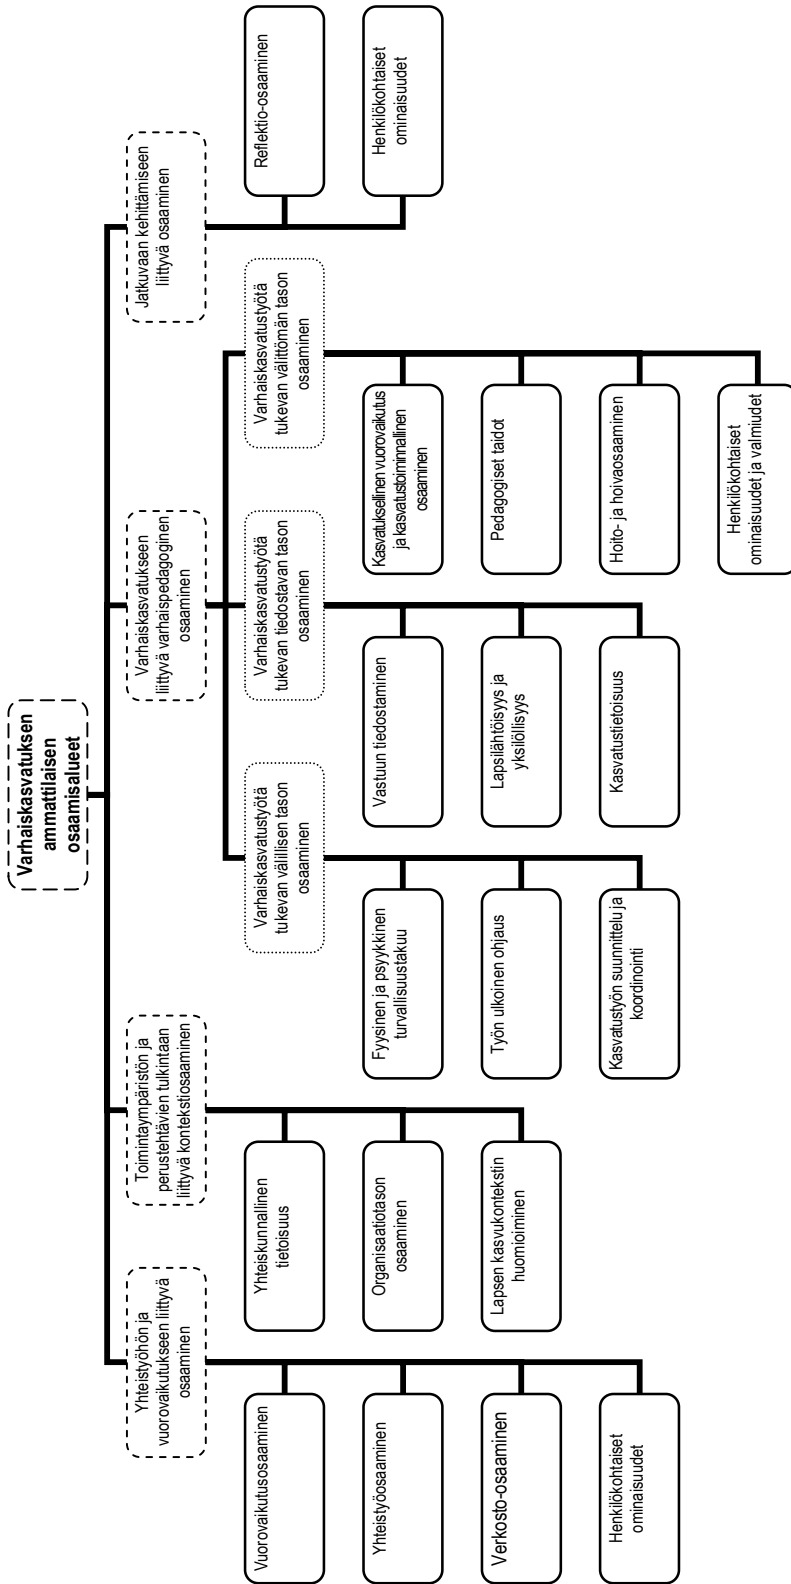 Varhaiskasvatuksen
ammattilaisen
osaamisalueet
Yhteistyöhön ja
vuorovaikutukseen liittyvä
osaaminen
Vuorovaikutusosaaminen
Yhteistyöosaaminen
Verkosto-osaaminen
Henkilökohtaiset
ominaisuudet
Toimintaympäristön ja
perustehtävien tulkintaan
liittyvä kontekstiosaaminen
Yhteiskunnallinen
tietoisuus
Organisaatiotason
osaaminen
Lapsen kasvukontekstin
huomioiminen
Varhaiskasvatukseen
liittyvä varhaispedagoginen
osaaminen
Varhaiskasvatustyötä
tukevan välillisen tason
osaaminen
Fyysinen ja psyykkinen
turvallisuustakuu
Työn ulkoinen ohjaus
Kasvatustyön suunnittelu ja
koordinointi
Varhaiskasvatustyötä
tukevan tiedostavan tason
osaaminen
Vastuun tiedostaminen
Lapsilähtöisyys ja
yksilöllisyys
Kasvatustietoisuus
Varhaiskasvatustyötä
tukevan välittömän tason
osaaminen
Kasvatuksellinen vuorovaikutus
ja kasvatustoiminnallinen
osaaminen
Pedagogiset taidot
Hoito- ja hoivaosaaminen
Henkilökohtaiset
ominaisuudet ja valmiudet
Jatkuvaan kehittämiseen
liittyvä osaaminen
Reflektio-osaaminen
Henkilökohtaiset
ominaisuudet